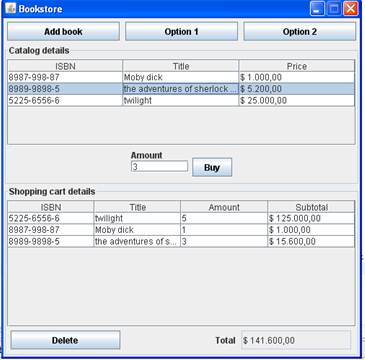 Bookstore
Add book Option 1 Option 2
Catalog details
ISBN Title Price
8987-998-87 Moby dick $ 1.000,00
8989-9898-5 the adventures of sherlock ... $ 5.200,00
5225-6556-6 twilight $ 25.000,00
Amount
3 Buy
Shopping cart details
ISBN Title Amount Subtotal
5225-6556-6 twilight 5 $ 125.000,00
8987-998-87 Moby dick 1 $ 1.000,00
8989-9898-5 the adventures of s... 3 $ 15.600,00
Delete Total $ 141.600,00